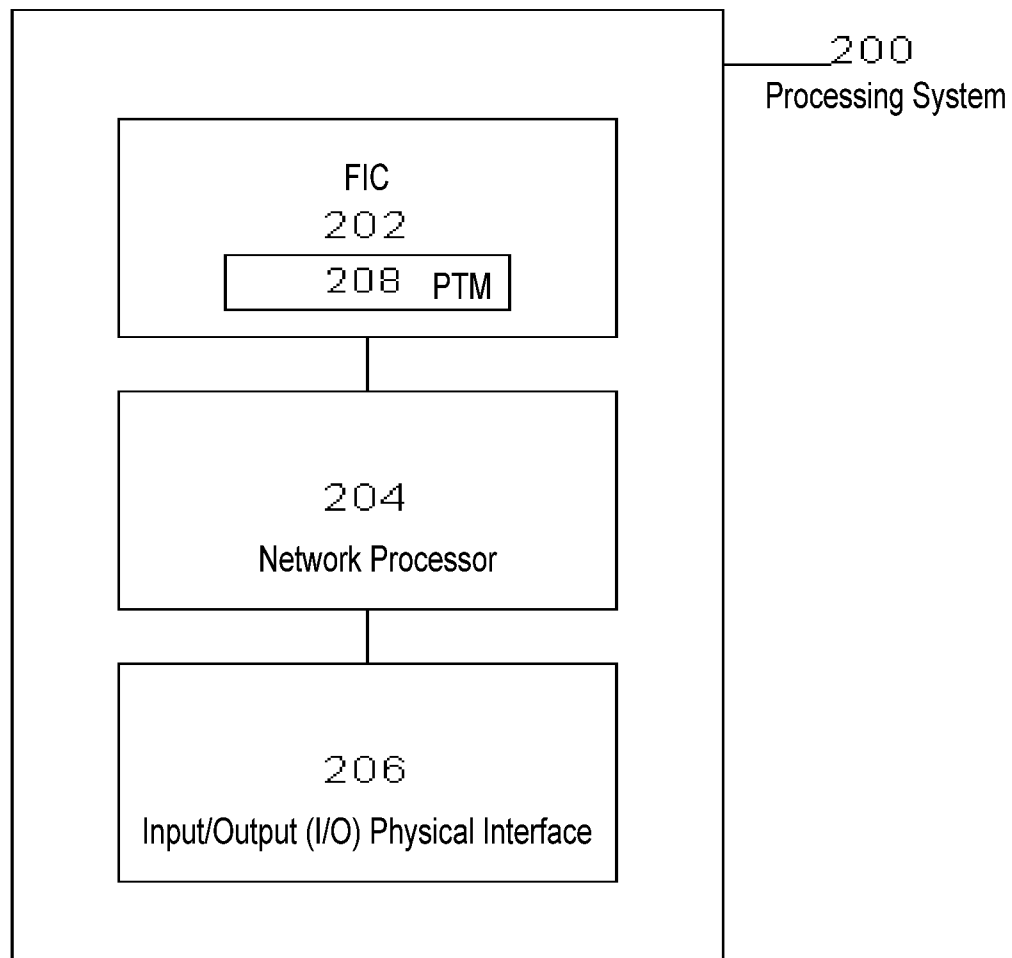 200
Processing System
FIC
202
208 PTM
204
Network Processor
206
Input/Output (I/O) Physical Interface